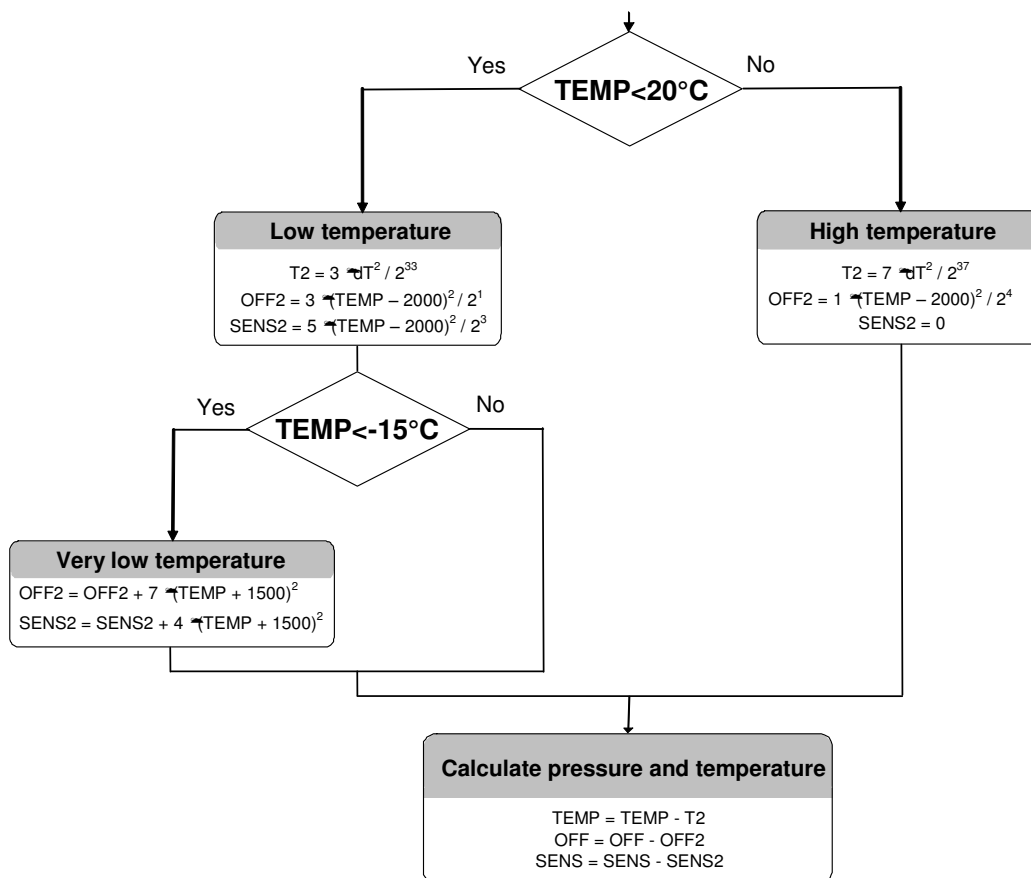 Yes
No
TEMP<20°C
Low temperature
T2 = 3 dT² / 2³³
OFF2 = 3 (TEMP – 2000)² / 2¹
SENS2 = 5 (TEMP – 2000)² / 2³
High temperature
T2 = 7 dT² / 2³⁷
OFF2 = 1 (TEMP – 2000)² / 2⁴
SENS2 = 0
Yes
No
TEMP<-15°C
Very low temperature
OFF2 = OFF2 + 7 (TEMP + 1500)²
SENS2 = SENS2 + 4 (TEMP + 1500)²
Calculate pressure and temperature
TEMP = TEMP - T2
OFF = OFF - OFF2
SENS = SENS - SENS2